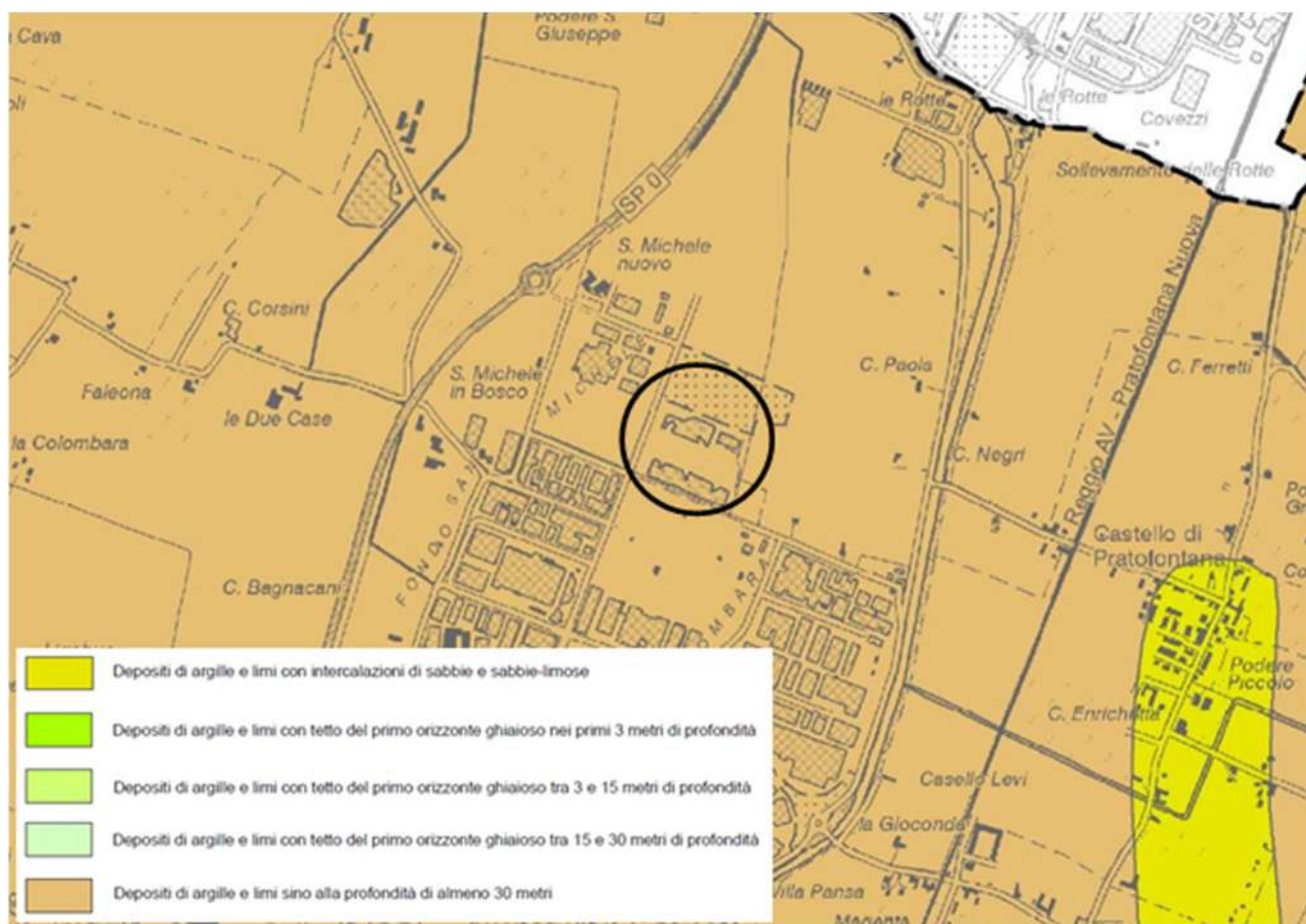 Cava
Podere S.
Giuseppe
le Rotte
le Rotte
Covezzi
Sollevamento delle Rotte
SP 0
S. Michele
nuovo
Reggio AV - Pratofontana Nuova
C. Corsini
C. Paola
C. Ferretti
Faleona
S. Michele
in Bosco
le Due Case
la Colombara
C. Negri
Castello di
Pratofontana
C. Bagnacani
Podere
Piccolo
C. Enrichetta
Casello Levi
la Gioconda
Villa Pansa
Depositi di argille e limi con intercalazioni di sabbie e sabbie-limose
Depositi di argille e limi con tetto del primo orizzonte ghiaioso nei primi 3 metri di profondità
Depositi di argille e limi con tetto del primo orizzonte ghiaioso tra 3 e 15 metri di profondità
Depositi di argille e limi con tetto del primo orizzonte ghiaioso tra 15 e 30 metri di profondità
Depositi di argille e limi sino alla profondità di almeno 30 metri